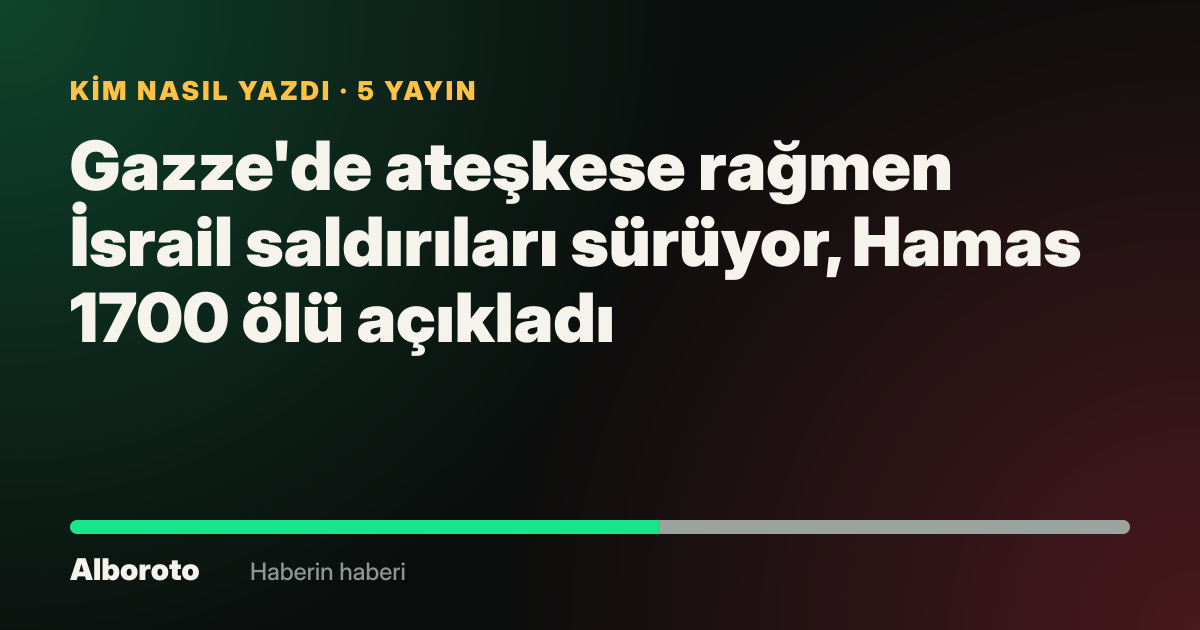 KİM NASIL YAZDI · 5 YAYIN
Gazze'de ateşkese rağmen
İsrail saldırıları sürüyor, Hamas
1700 ölü açıkladı
Alboroto Haberin haberi